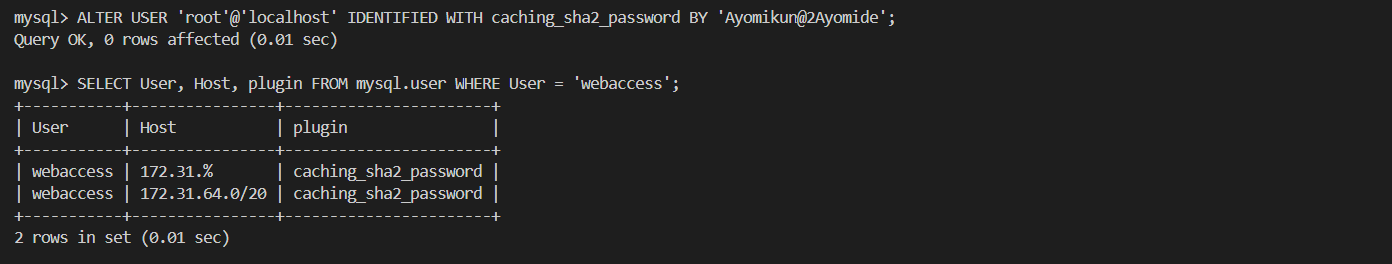 mysql> ALTER USER 'root'@'localhost' IDENTIFIED WITH caching_sha2_password BY 'Ayomikun@2Ayomide';
Query OK, 0 rows affected (0.01 sec)
mysql> SELECT User, Host, plugin FROM mysql.user WHERE User = 'webaccess';
+-----------+----------------+-----------------------+
| User      | Host           | plugin                |
+-----------+----------------+-----------------------+
| webaccess | 172.31.%       | caching_sha2_password |
| webaccess | 172.31.64.0/20 | caching_sha2_password |
+-----------+----------------+-----------------------+
2 rows in set (0.01 sec)